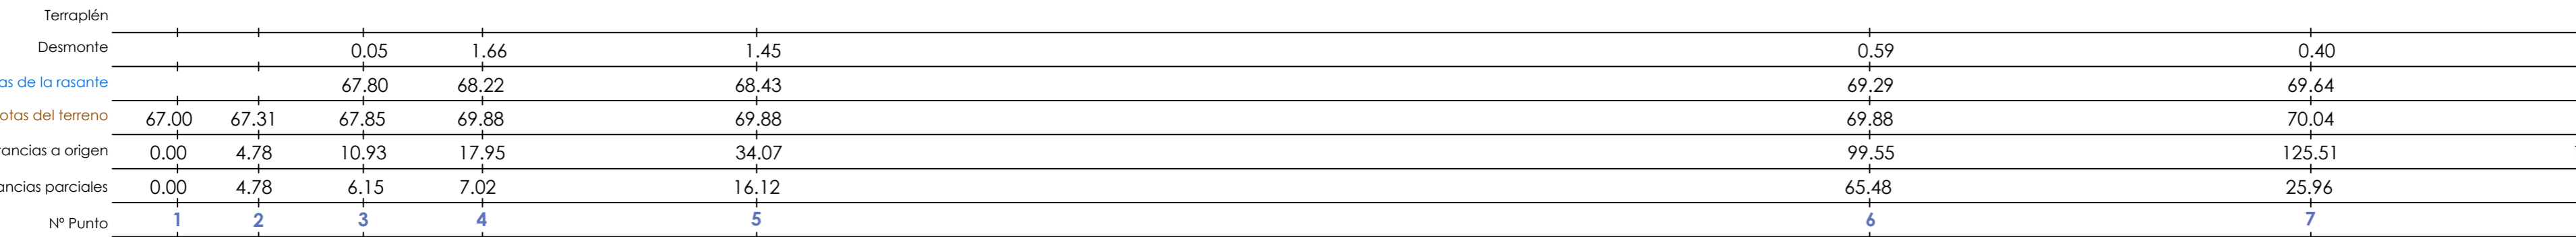 Terraplén
Desmonte 0.05 1.66 1.45 0.59 0.40
as de la rasante 67.80 68.22 68.43 69.29 69.64
otas del terreno 67.00 67.31 67.85 69.88 69.88 69.88 70.04
tancias a origen 0.00 4.78 10.93 17.95 34.07 99.55 125.51
ancias parciales 0.00 4.78 6.15 7.02 16.12 65.48 25.96
Nº Punto 1 2 3 4 5 6 7